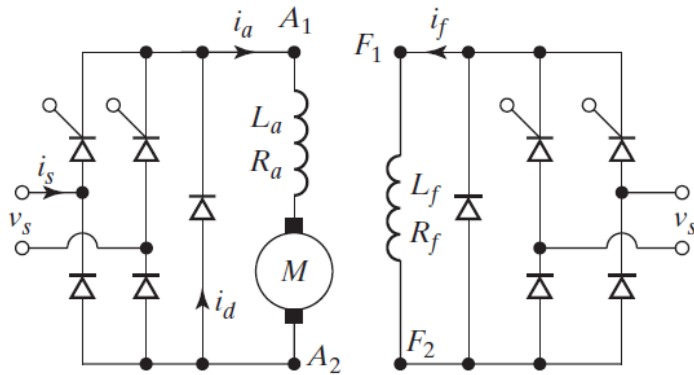 i_a A_1 F_1 i_f
L_a
R_a
i_s
L_f
R_f
v_s v_s
M
i_d
A_2 F_2